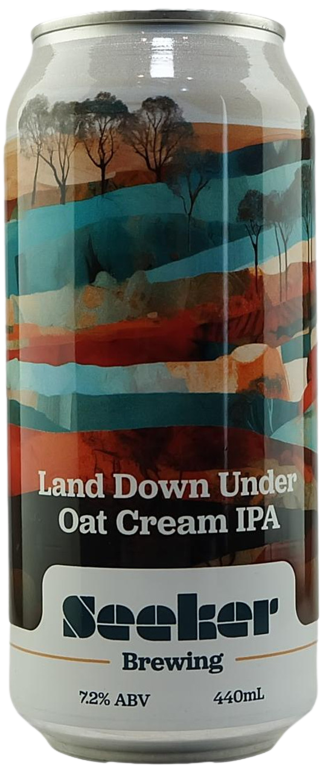 Land Down Under
Oat Cream IPA
Seeker
Brewing
7.2% ABV 440mL